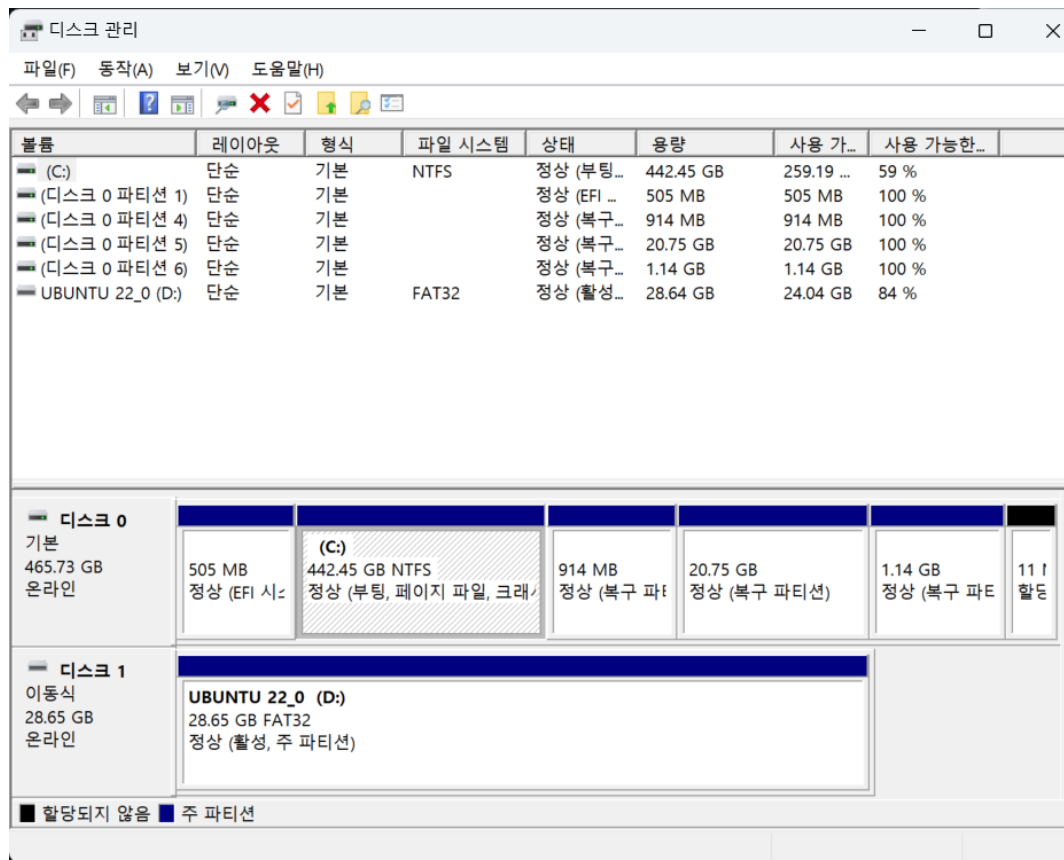 디스크 관리
파일(F) 동작(A) 보기(V) 도움말(H)
볼륨 레이아웃 형식 파일 시스템 상태 용량 사용 가... 사용 가능한...
(C:) 단순 기본 NTFS 정상 (부팅... 442.45 GB 259.19 ... 59 %
(디스크 0 파티션 1) 단순 기본 정상 (EFI ... 505 MB 505 MB 100 %
(디스크 0 파티션 4) 단순 기본 정상 (복구... 914 MB 914 MB 100 %
(디스크 0 파티션 5) 단순 기본 정상 (복구... 20.75 GB 20.75 GB 100 %
(디스크 0 파티션 6) 단순 기본 정상 (복구... 1.14 GB 1.14 GB 100 %
UBUNTU 22_0 (D:) 단순 기본 FAT32 정상 (활성... 28.64 GB 24.04 GB 84 %
디스크 0
기본
465.73 GB
온라인
505 MB
정상 (EFI 시
(C:)
442.45 GB NTFS
정상 (부팅, 페이지 파일, 크래
914 MB
정상 (복구 파
20.75 GB
정상 (복구 파티션)
1.14 GB
정상 (복구 파트
11
할당
디스크 1
이동식
28.65 GB
온라인
UBUNTU 22_0 (D:)
28.65 GB FAT32
정상 (활성, 주 파티션)
할당되지 않음 주 파티션